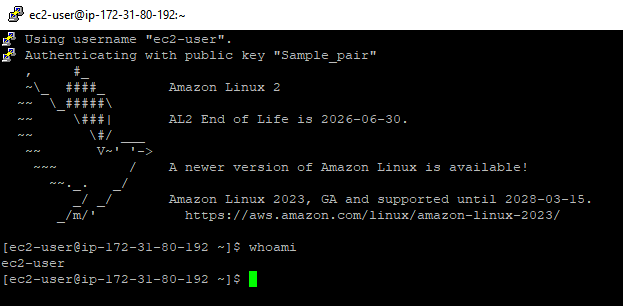 ec2-user@ip-172-31-80-192:~
Using username "ec2-user".
Authenticating with public key "Sample_pair"
   ,     #_
   ~\_  ####_        Amazon Linux 2
  ~~  \_#####\
  ~~     \###|       AL2 End of Life is 2026-06-30.
  ~~       \#/ ___
   ~~       V~' '->
    ~~~         /    A newer version of Amazon Linux is available!
      ~~._.   _/
         _/ _/       Amazon Linux 2023, GA and supported until 2028-03-15.
       _/m/'           https://aws.amazon.com/linux/amazon-linux-2023/
[ec2-user@ip-172-31-80-192 ~]$ whoami
ec2-user
[ec2-user@ip-172-31-80-192 ~]$